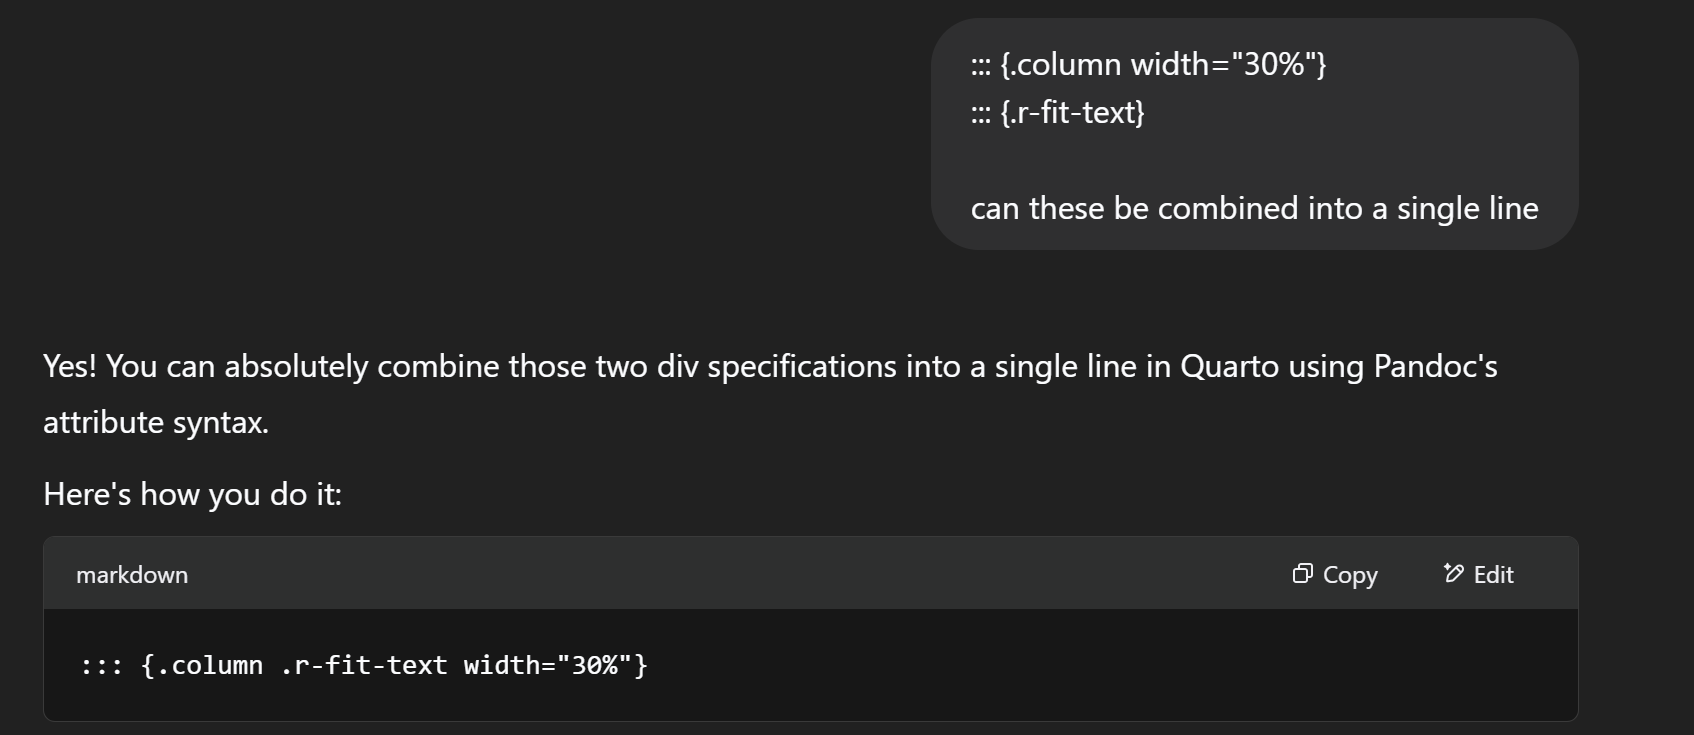 ::: {.column width="30%"}
::: {.r-fit-text}
can these be combined into a single line
Yes! You can absolutely combine those two div specifications into a single line in Quarto using Pandoc's
attribute syntax.
Here's how you do it:
markdown
Copy
Edit
::: {.column .r-fit-text width="30%"}